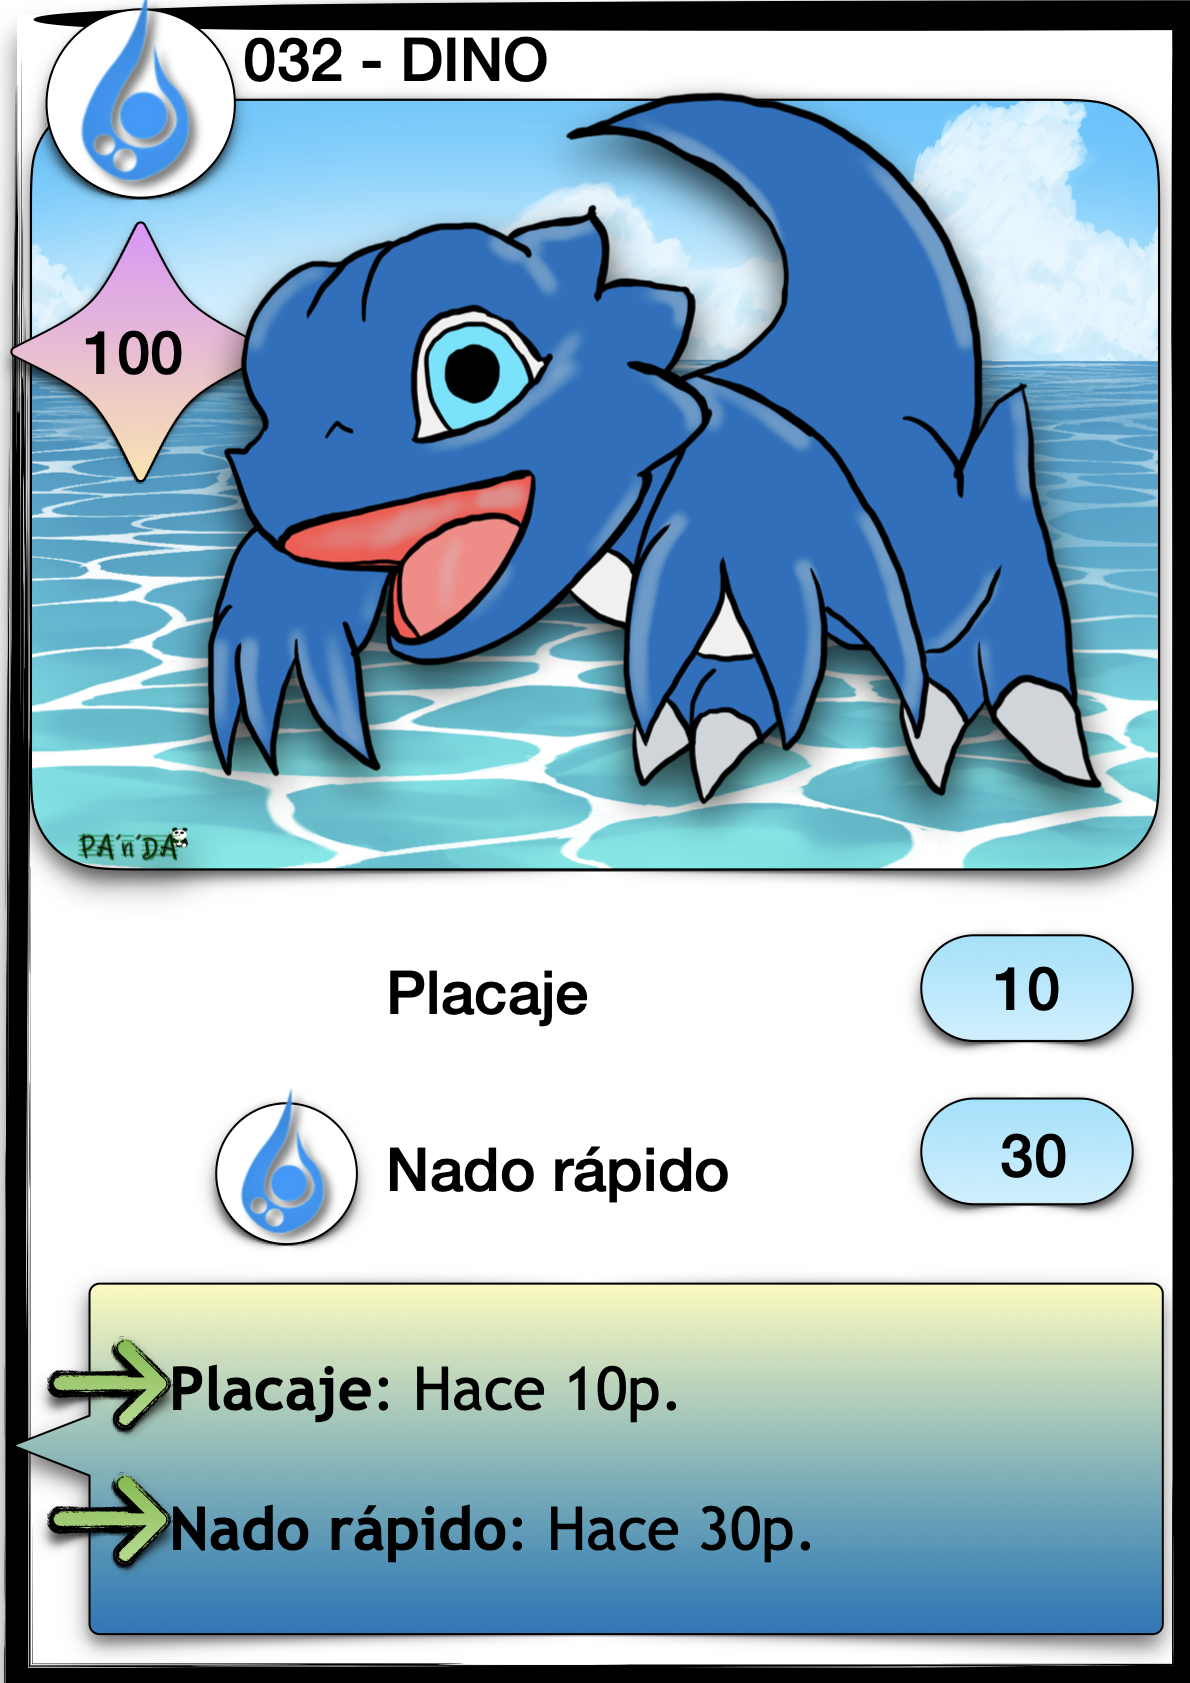 032 - DINO
100
PA'n'DA
Placaje
10
Nado rápido
30
Placaje: Hace 10p.
Nado rápido: Hace 30p.